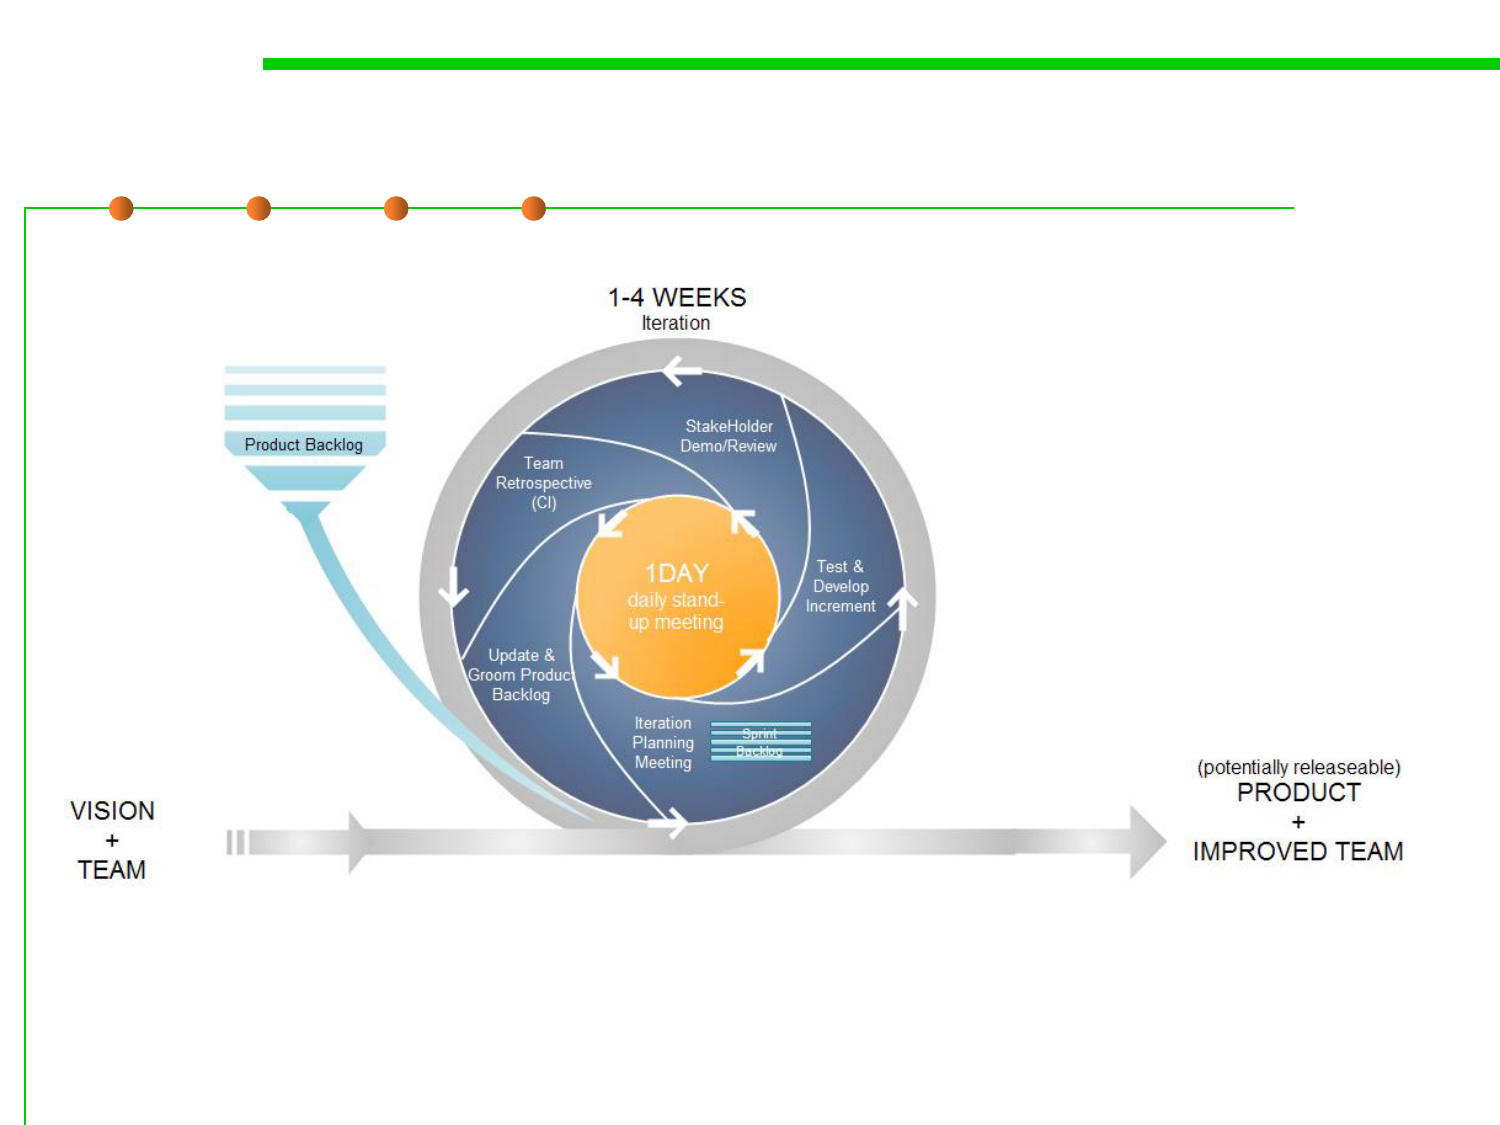 1-4 WEEKS
Iteration
Product Backlog
StakeHolder
Demo/Review
Team
Retrospective
(CI)
1DAY
daily stand-
up meeting
Test &
Develop
Increment
Update &
Groom Product
Backlog
Iteration
Planning
Meeting
Sprint
Backlog
VISION
+
TEAM
(potentially releaseable)
PRODUCT
+
IMPROVED TEAM